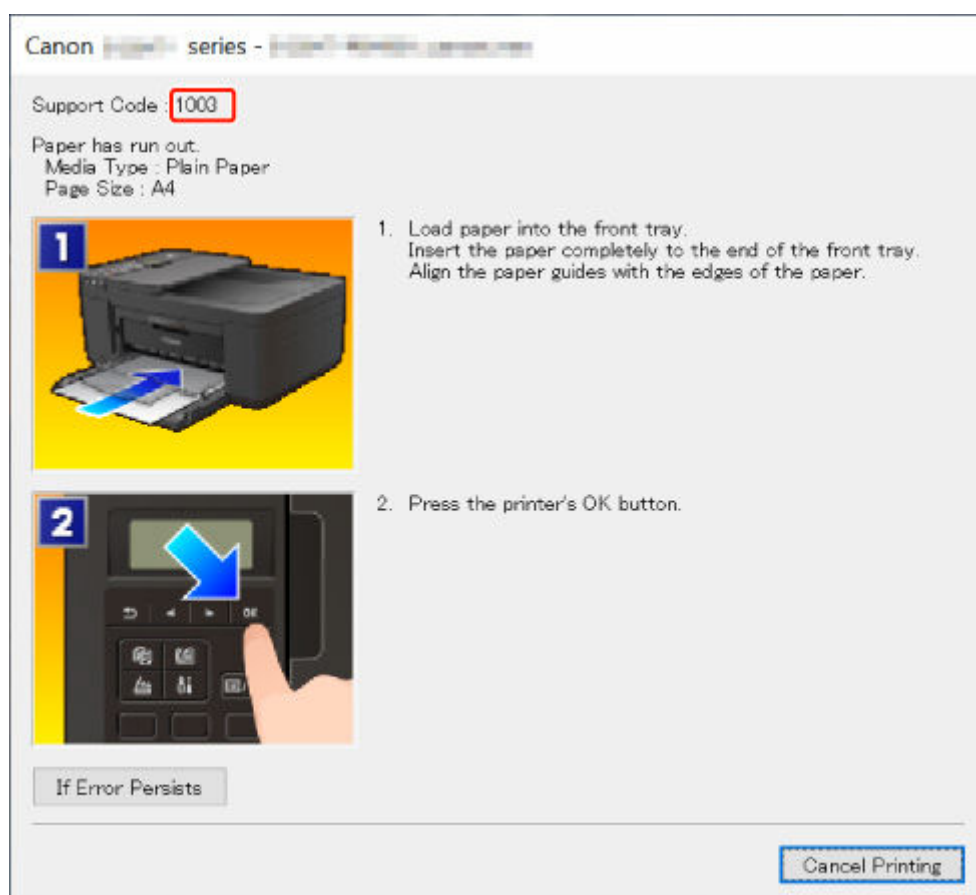 Canon series -
Support Code : 1003
Paper has run out.
Media Type : Plain Paper
Page Size : A4
1
1. Load paper into the front tray.
Insert the paper completely to the end of the front tray.
Align the paper guides with the edges of the paper.
2
2. Press the printer's OK button.
OK
If Error Persists
Cancel Printing